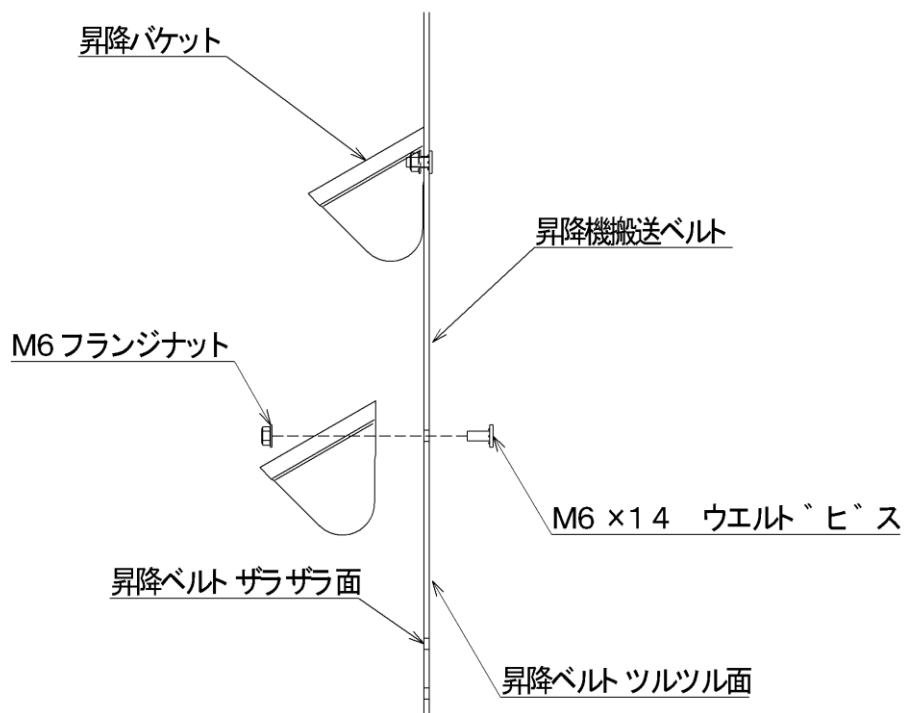 昇降バケット
昇降機搬送ベルト
M6 フランジナット
M6 ×14 ウエルト゛ビ゛ス
昇降ベルト ザラザラ面
昇降ベルト ツルツル面